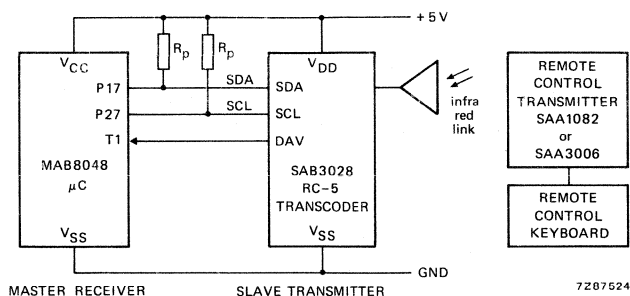 +5V
VCC
Rp
Rp
VDD
P17
SDA
SDA
P27
SCL
SCL
T1
DAV
MAB8048
μC
SAB3028
RC-5
TRANSCODER
VSS
VSS
GND
infra
red
link
REMOTE
CONTROL
TRANSMITTER
SAA1082
or
SAA3006
REMOTE
CONTROL
KEYBOARD
MASTER RECEIVER
SLAVE TRANSMITTER
7Z87524